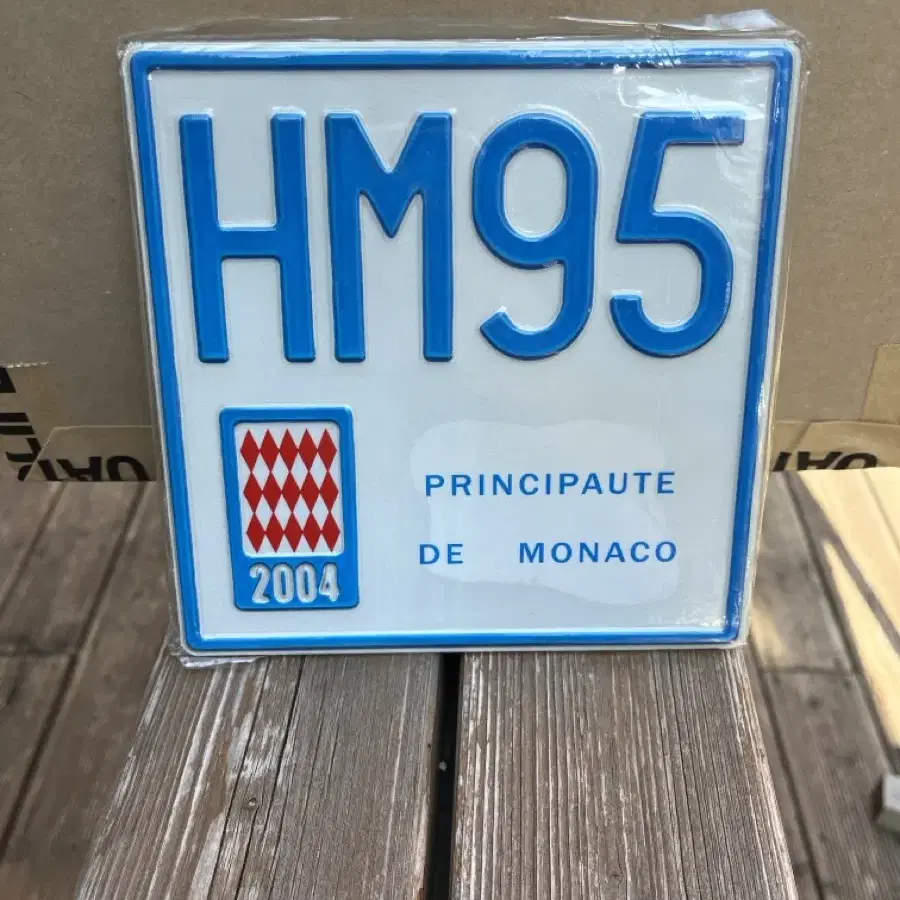 HM95
2004
PRINCIPAUTE
DE MONACO